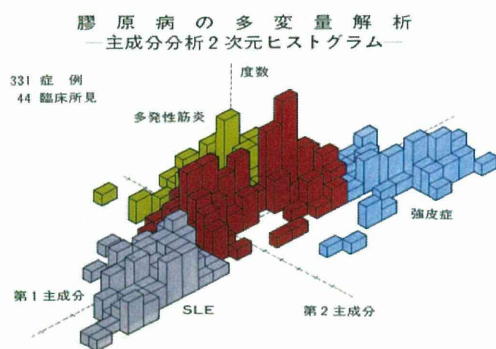 膠原病の多変量解析
―主成分分析2次元ヒストグラム―
331 症例
44 臨床所見
度数
多発性筋炎
強皮症
第1主成分
第2主成分
SLE